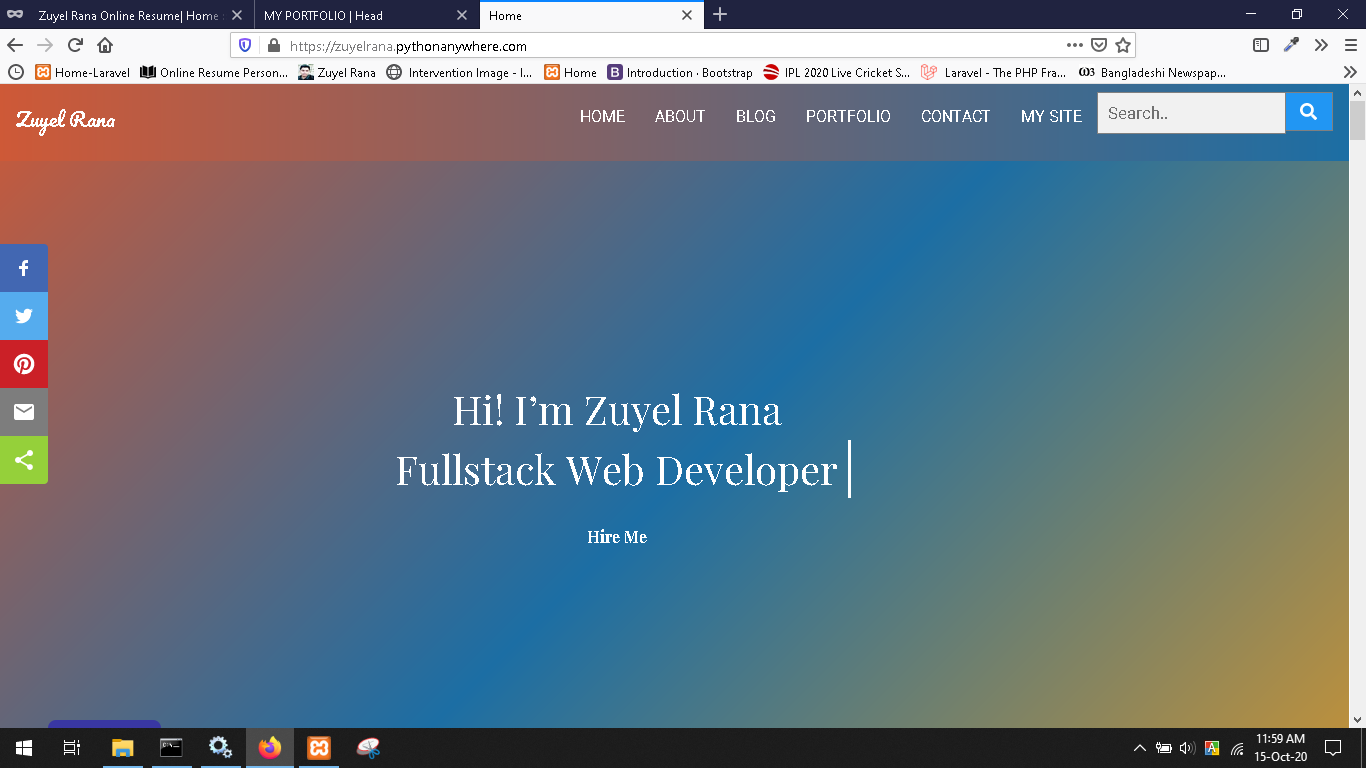 Zuyel Rana Online Resume| Home :
MY PORTFOLIO | Head
Home
https://zuyelrana.pythonanywhere.com
Home-Laravel
Online Resume Person...
Zuyel Rana
Intervention Image - I...
Home
Introduction · Bootstrap
IPL 2020 Live Cricket S...
Laravel - The PHP Fra...
Bangladeshi Newspap...
Zuyel Rana
HOME
ABOUT
BLOG
PORTFOLIO
CONTACT
MY SITE
Search..
Hi! I’m Zuyel Rana
Fullstack Web Developer
Hire Me
11:59 AM
15-Oct-20